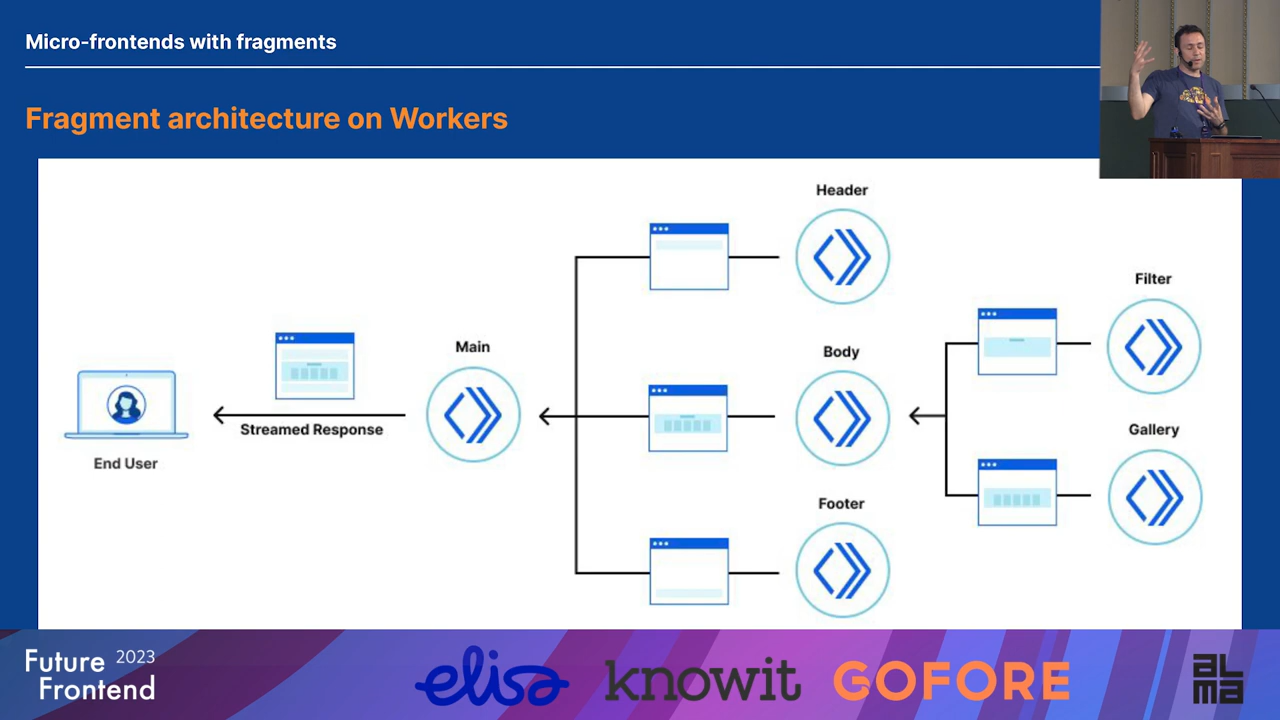 Micro-frontends with fragments
Fragment architecture on Workers
Header
Filter
Main
Body
Streamed Response
Gallery
End User
Footer
Future 2023
Frontend
elisa
knowit
GOFORE
ALMA